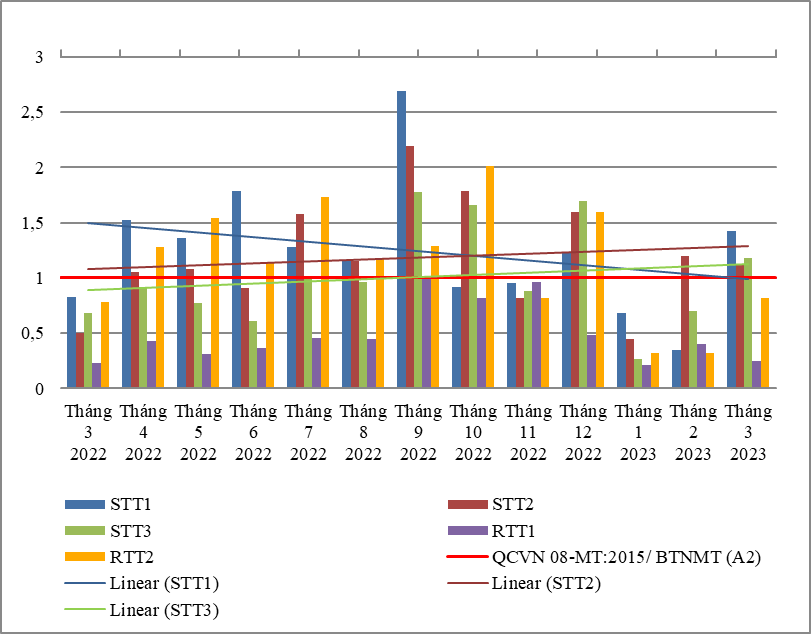 3
2,5
2
1,5
1
0,5
0
Tháng 3 2022
Tháng 4 2022
Tháng 5 2022
Tháng 6 2022
Tháng 7 2022
Tháng 8 2022
Tháng 9 2022
Tháng 10 2022
Tháng 11 2022
Tháng 12 2022
Tháng 1 2023
Tháng 2 2023
Tháng 3 2023
STT1
STT2
STT3
RTT1
RTT2
QCVN 08-MT:2015/ BTNMT (A2)
Linear (STT1)
Linear (STT2)
Linear (STT3)